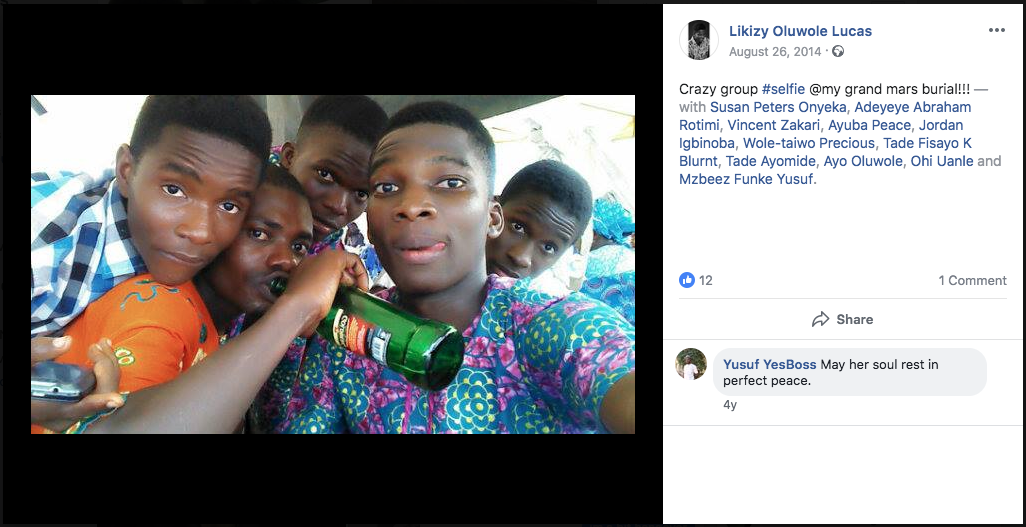 Likizy Oluwole Lucas
August 26, 2014 ·
Crazy group #selfie @my grand mars burial!!! —
with Susan Peters Onyeka, Adeyeye Abraham
Rotimi, Vincent Zakari, Ayuba Peace, Jordan
Igbinoba, Wole-taiwo Precious, Tade Fisayo K
Blurnt, Tade Ayomide, Ayo Oluwole, Ohi Uanle and
Mzbeez Funke Yusuf.
12
1 Comment
Share
Yusuf YesBoss May her soul rest in
perfect peace.
4y